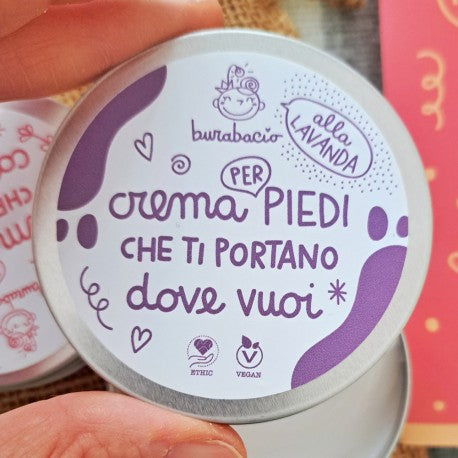 burabacio
alla
LAVANDA
crema PER PIEDI
CHE TI PORTANO
dove vuoi*
ETHIC
VEGAN